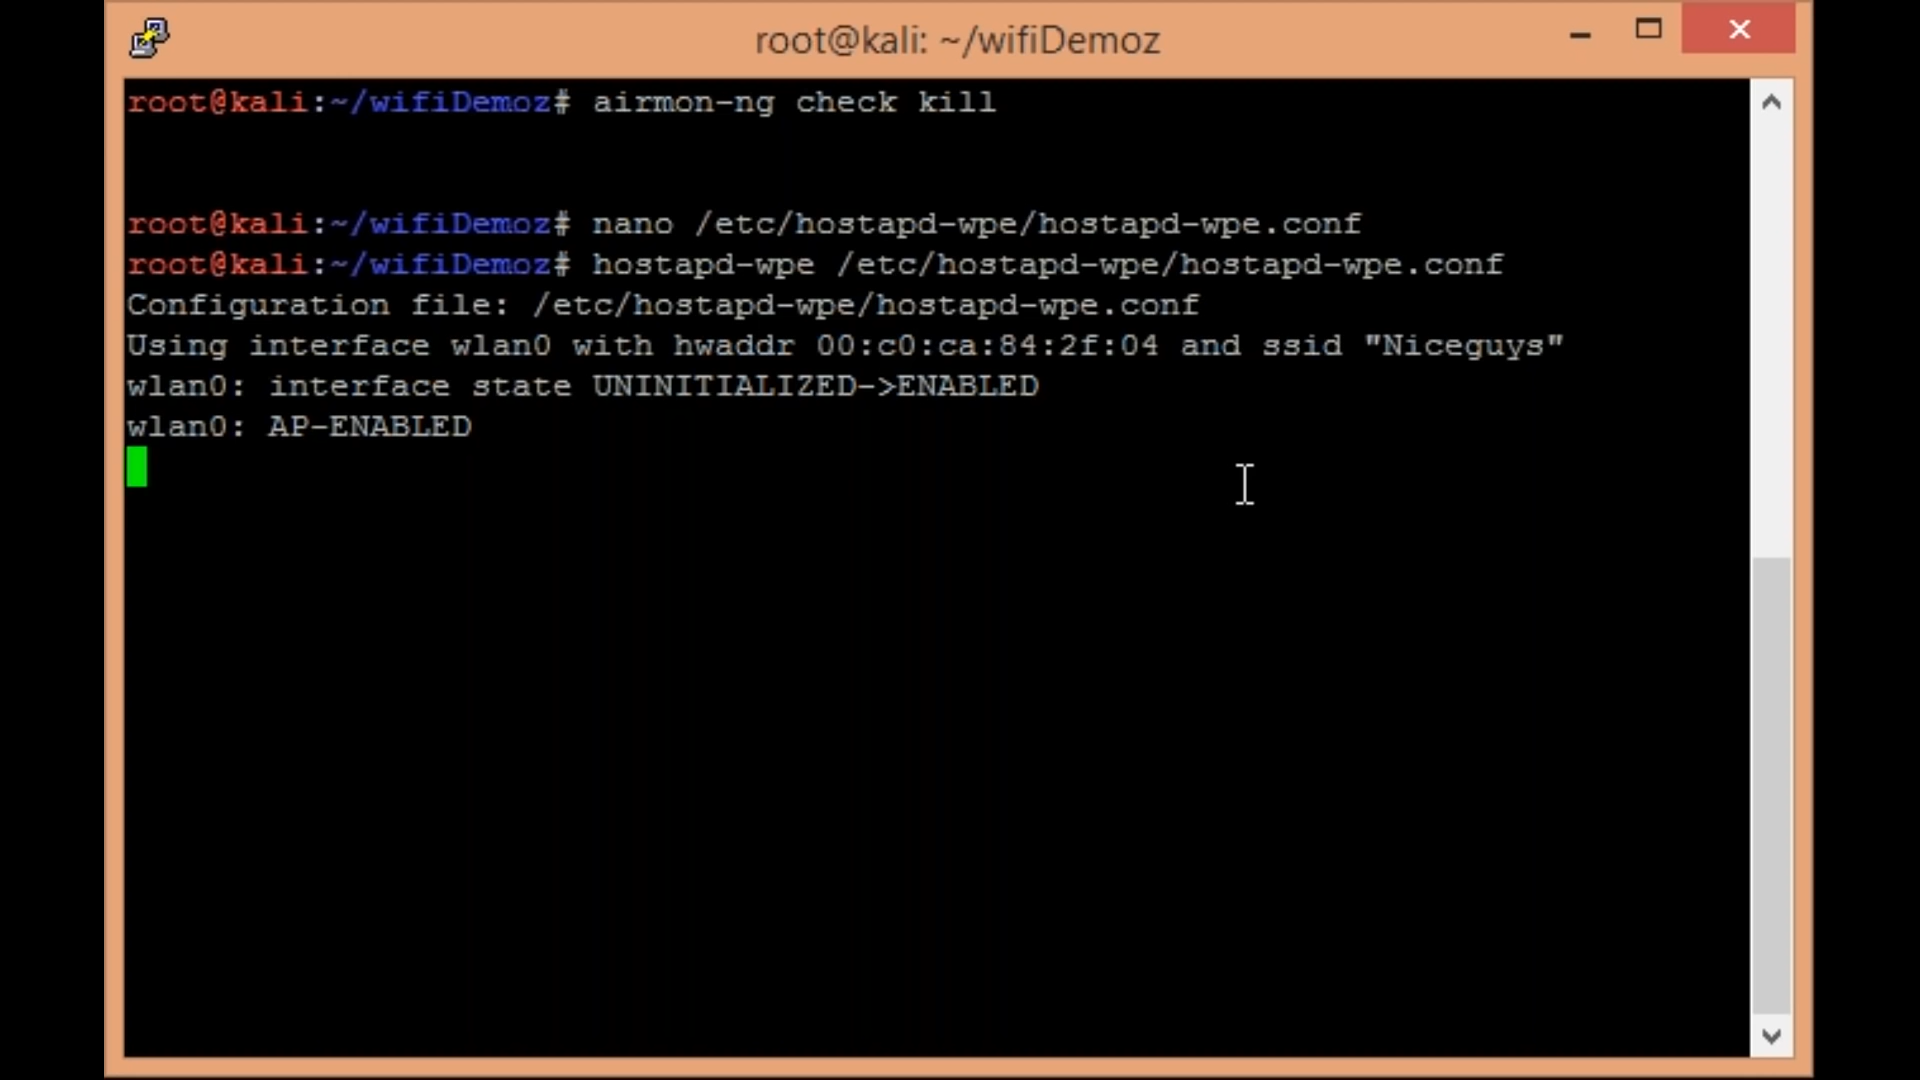 root@kali: ~/wifiDemoz
root@kali:~/wifiDemoz# airmon-ng check kill
root@kali:~/wifiDemoz# nano /etc/hostapd-wpe/hostapd-wpe.conf
root@kali:~/wifiDemoz# hostapd-wpe /etc/hostapd-wpe/hostapd-wpe.conf
Configuration file: /etc/hostapd-wpe/hostapd-wpe.conf
Using interface wlan0 with hwaddr 00:c0:ca:84:2f:04 and ssid "Niceguys"
wlan0: interface state UNINITIALIZED->ENABLED
wlan0: AP-ENABLED